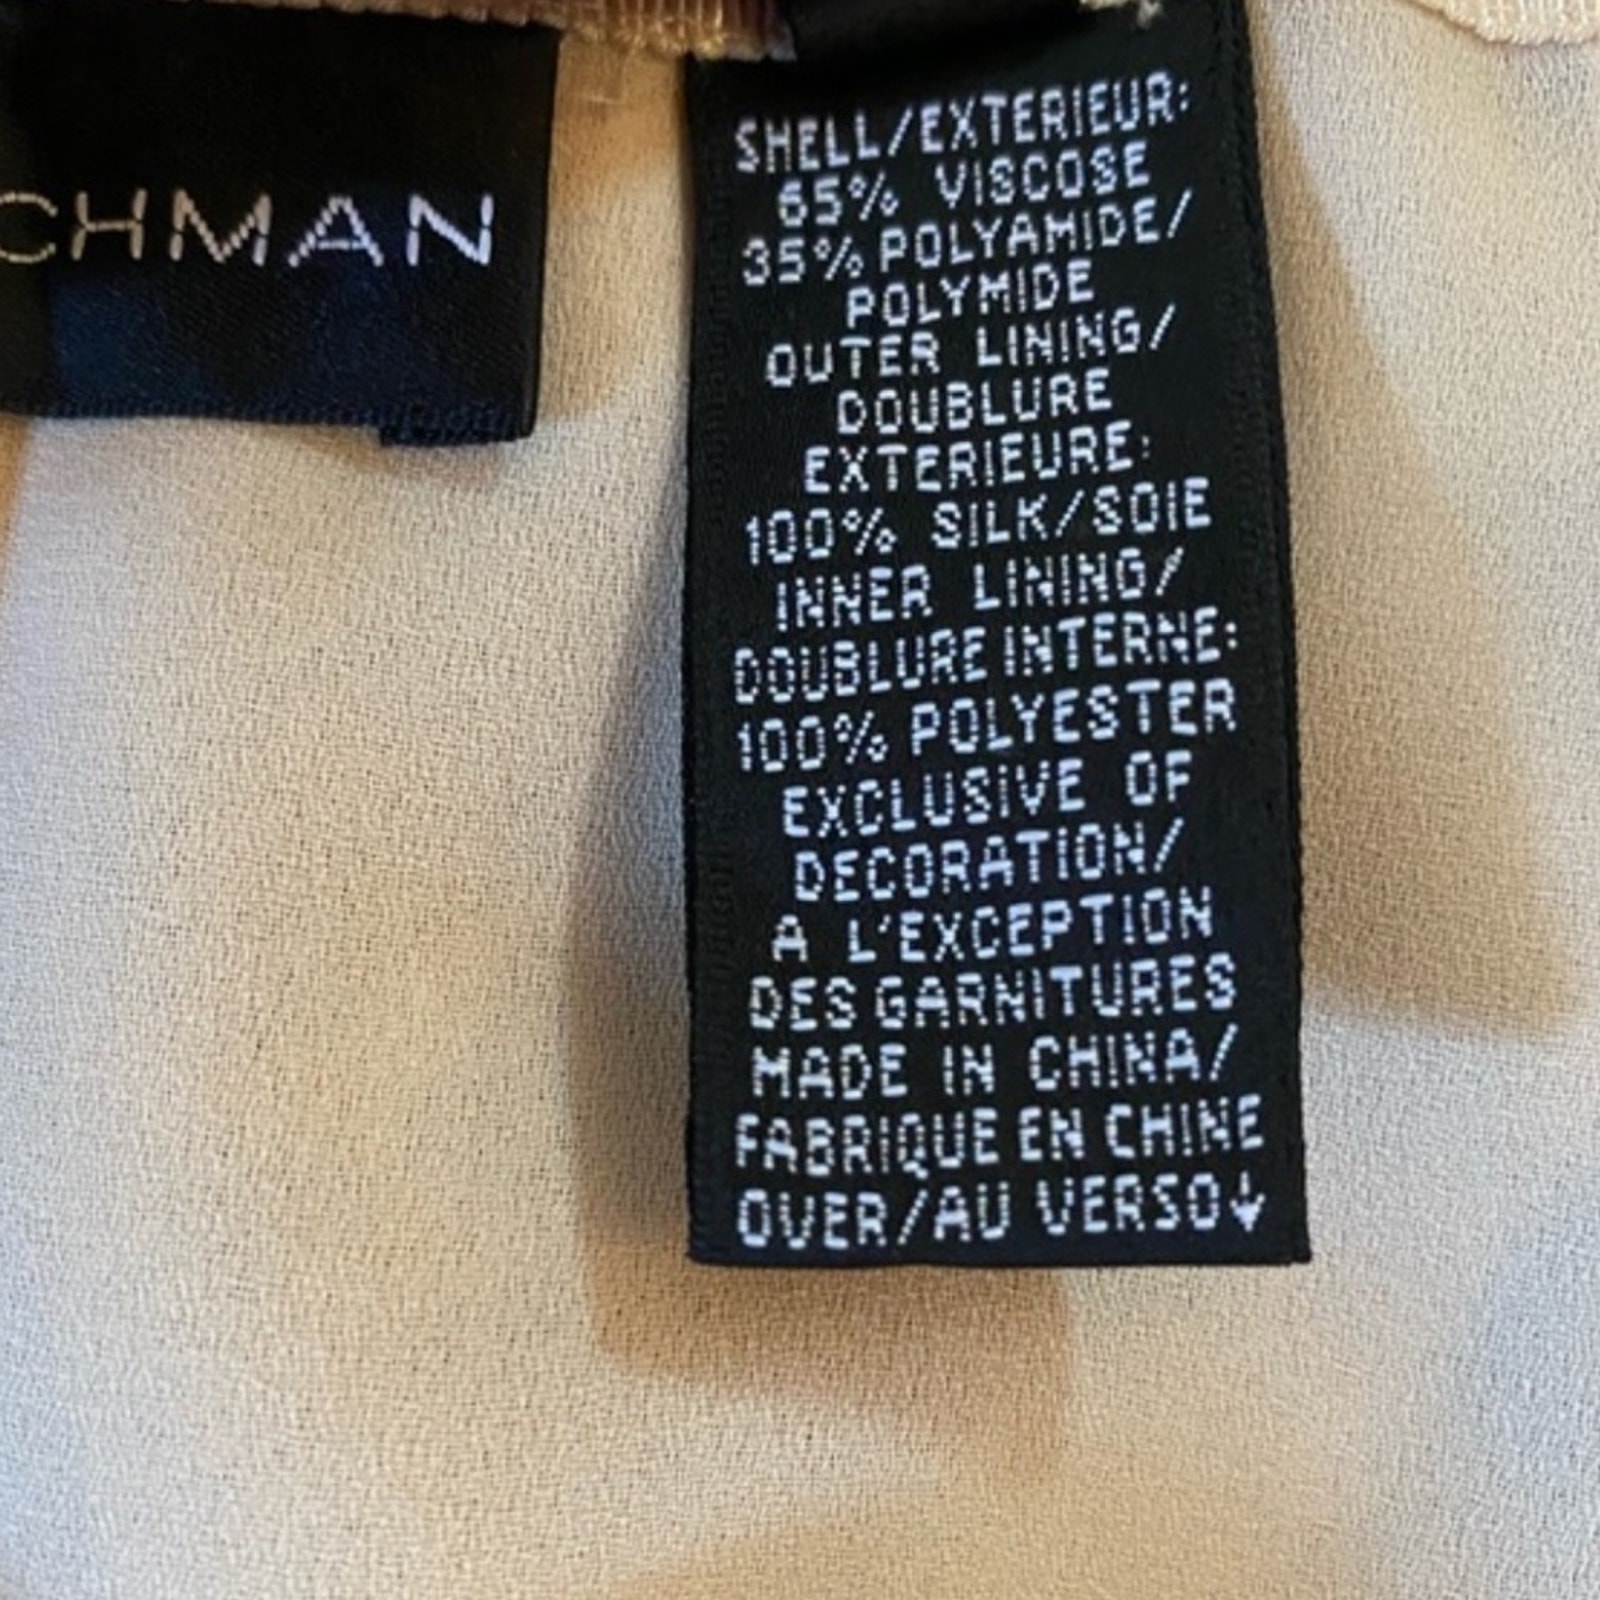 CHMAN
SHELL/EXTERIEUR:
65% VISCOSE
35% POLYAMIDE/
POLYMIDE
OUTER LINING/
DOUBLURE
EXTERIEURE:
100% SILK/SOIE
INNER LINING/
DOUBLURE INTERNE:
100% POLYESTER
EXCLUSIVE OF
DECORATION/
A L'EXCEPTION
DES GARNITURES
MADE IN CHINA/
FABRIQUE EN CHINE
OVER/AU VERSO↓